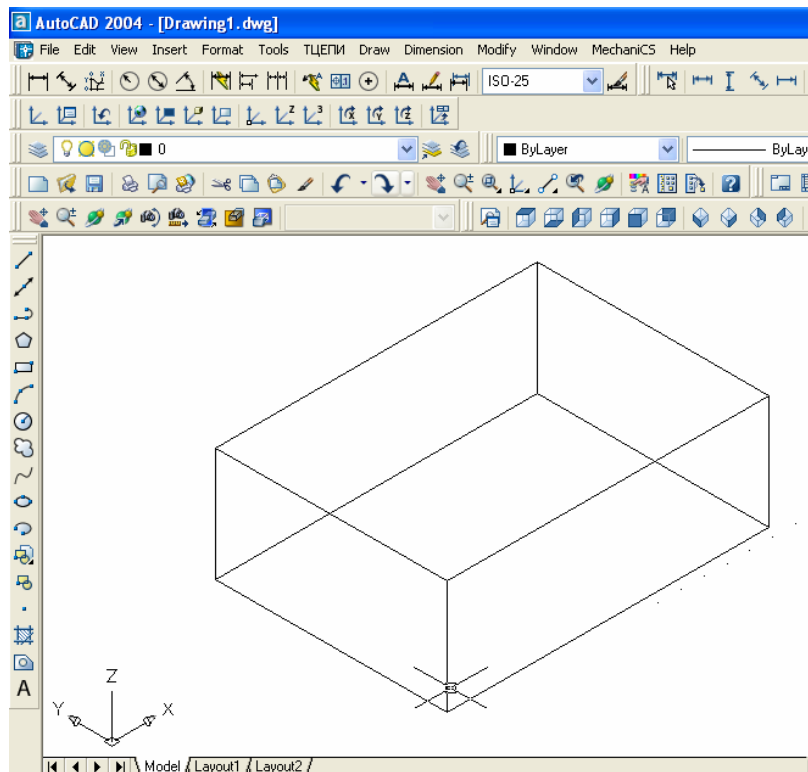 AutoCAD 2004 - [Drawing1.dwg]
File Edit View Insert Format Tools ТЦЕПИ Draw Dimension Modify Window MechaniCS Help
ISO-25
0 ByLayer ByLay
Z
Y X
Model Layout1 Layout2